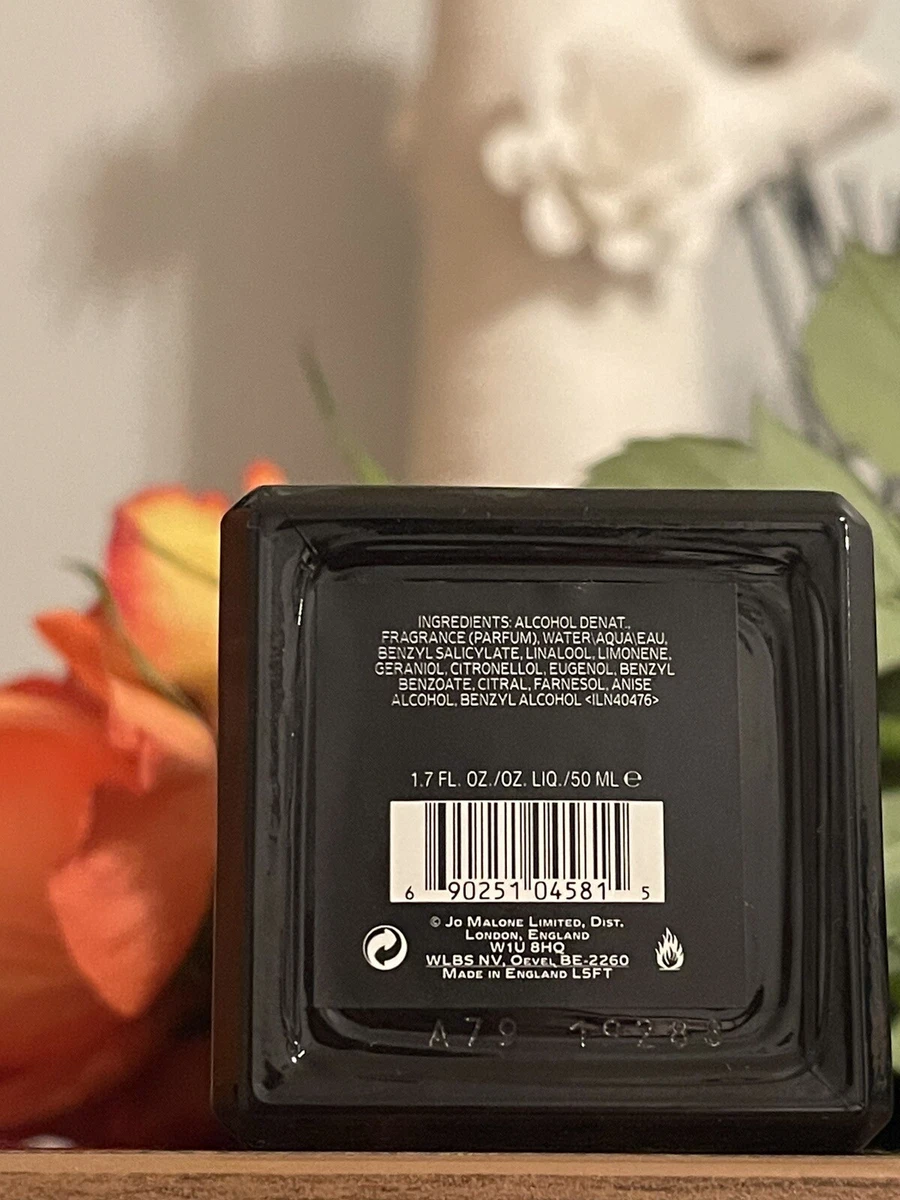 INGREDIENTS: ALCOHOL DENAT.,
FRAGRANCE (PARFUM), WATER\AQUA\EAU,
BENZYL SALICYLATE, LINALOOL, LIMONENE,
GERANIOL, CITRONELLOL, EUGENOL, BENZYL
BENZOATE, CITRAL, FARNESOL, ANISE
ALCOHOL, BENZYL ALCOHOL <ILN40476>
1.7 FL. OZ./OZ. LIQ./50 ML ℮
6 90251 04581 5
© JO MALONE LIMITED, DIST.
LONDON, ENGLAND
W1U 8HQ
WLBS NV, OEVEL BE-2260
MADE IN ENGLAND L5FT
A79 19288